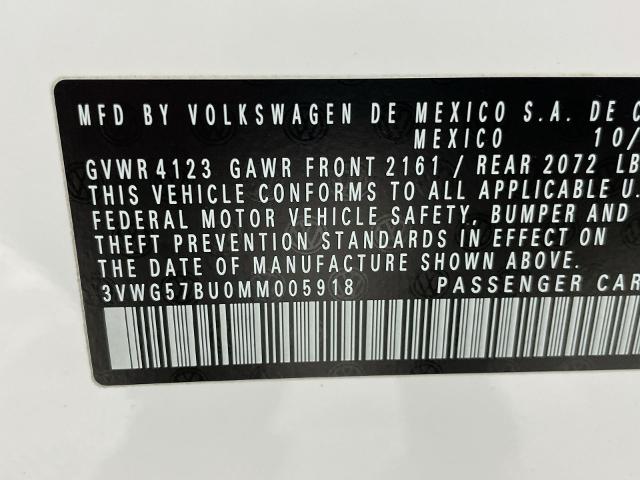 MFD BY VOLKSWAGEN DE MEXICO S.A. DE C
MEXICO 10/
GVWR 4123 GAWR FRONT 2161 / REAR 2072 LB
THIS VEHICLE CONFORMS TO ALL APPLICABLE U.
FEDERAL MOTOR VEHICLE SAFETY, BUMPER AND
THEFT PREVENTION STANDARDS IN EFFECT ON
THE DATE OF MANUFACTURE SHOWN ABOVE.
3VWG57BU0MM005918 PASSENGER CAR